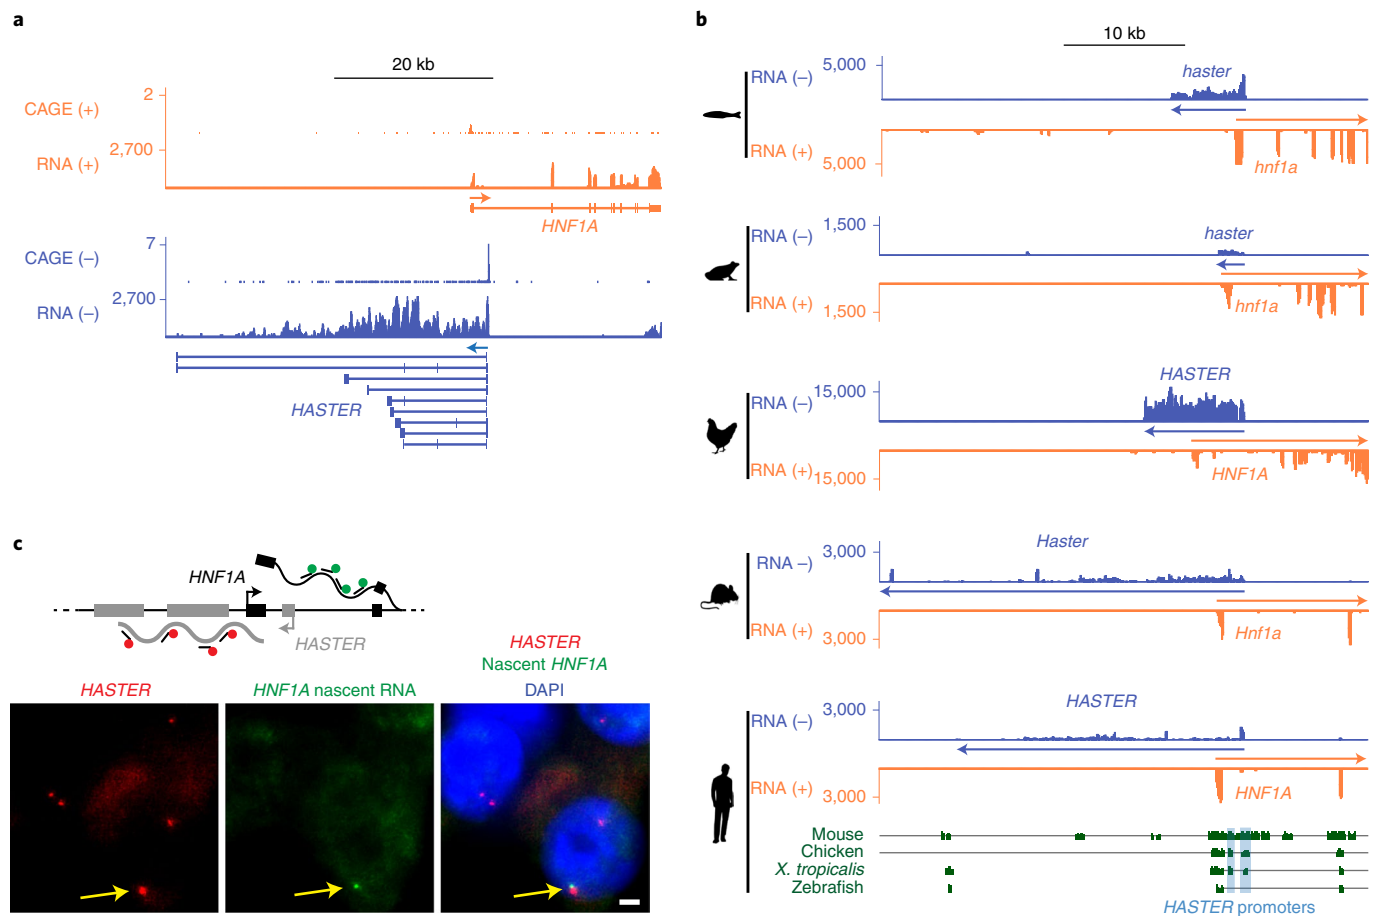 a
20 kb
CAGE (+)
2
RNA (+)
2,700
HNF1A
CAGE (–)
7
RNA (–)
2,700
HASTER
b
10 kb
RNA (–)
5,000
haster
RNA (+)
5,000
hnf1a
RNA (–)
1,500
haster
RNA (+)
1,500
hnf1a
RNA (–)
15,000
HASTER
RNA (+)
15,000
HNF1A
RNA –)
3,000
Haster
RNA (+)
3,000
Hnf1a
RNA (–)
3,000
HASTER
RNA (+)
3,000
HNF1A
Mouse
Chicken
X. tropicalis
Zebrafish
HASTER promoters
c
HNF1A
HASTER
HASTER
HNF1A nascent RNA
HASTER
Nascent HNF1A
DAPI